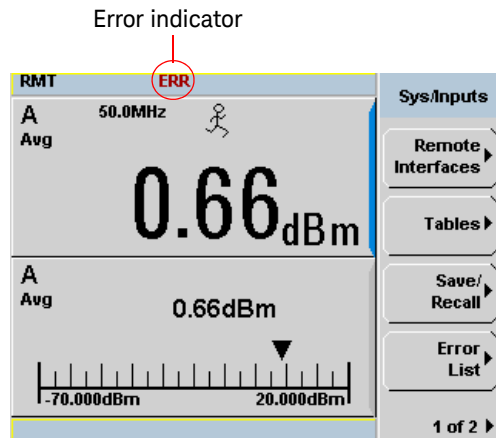 Error indicator
RMT ERR
Sys/Inputs
A 50.0MHz
Avg
0.66dBm
Remote
Interfaces
Tables
A
Avg
0.66dBm
Save/
Recall
-70.000dBm 20.000dBm
Error
List
1 of 2